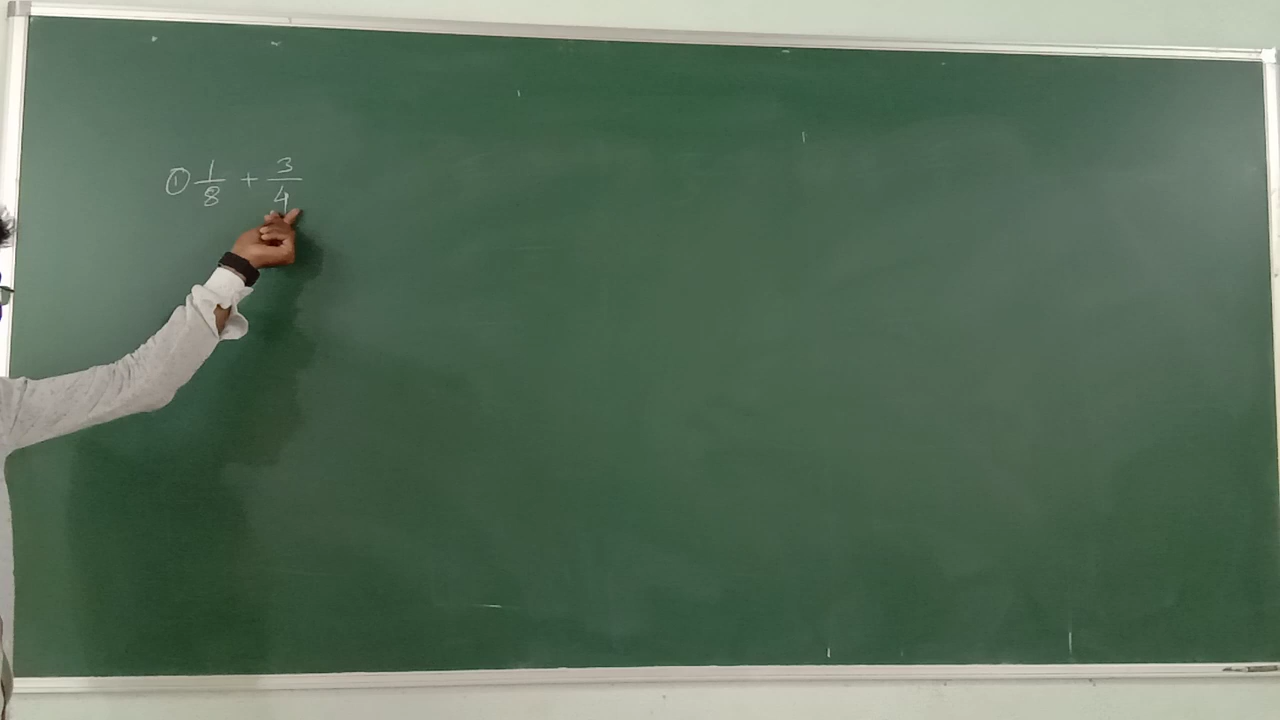 ① 1/8 + 3/4